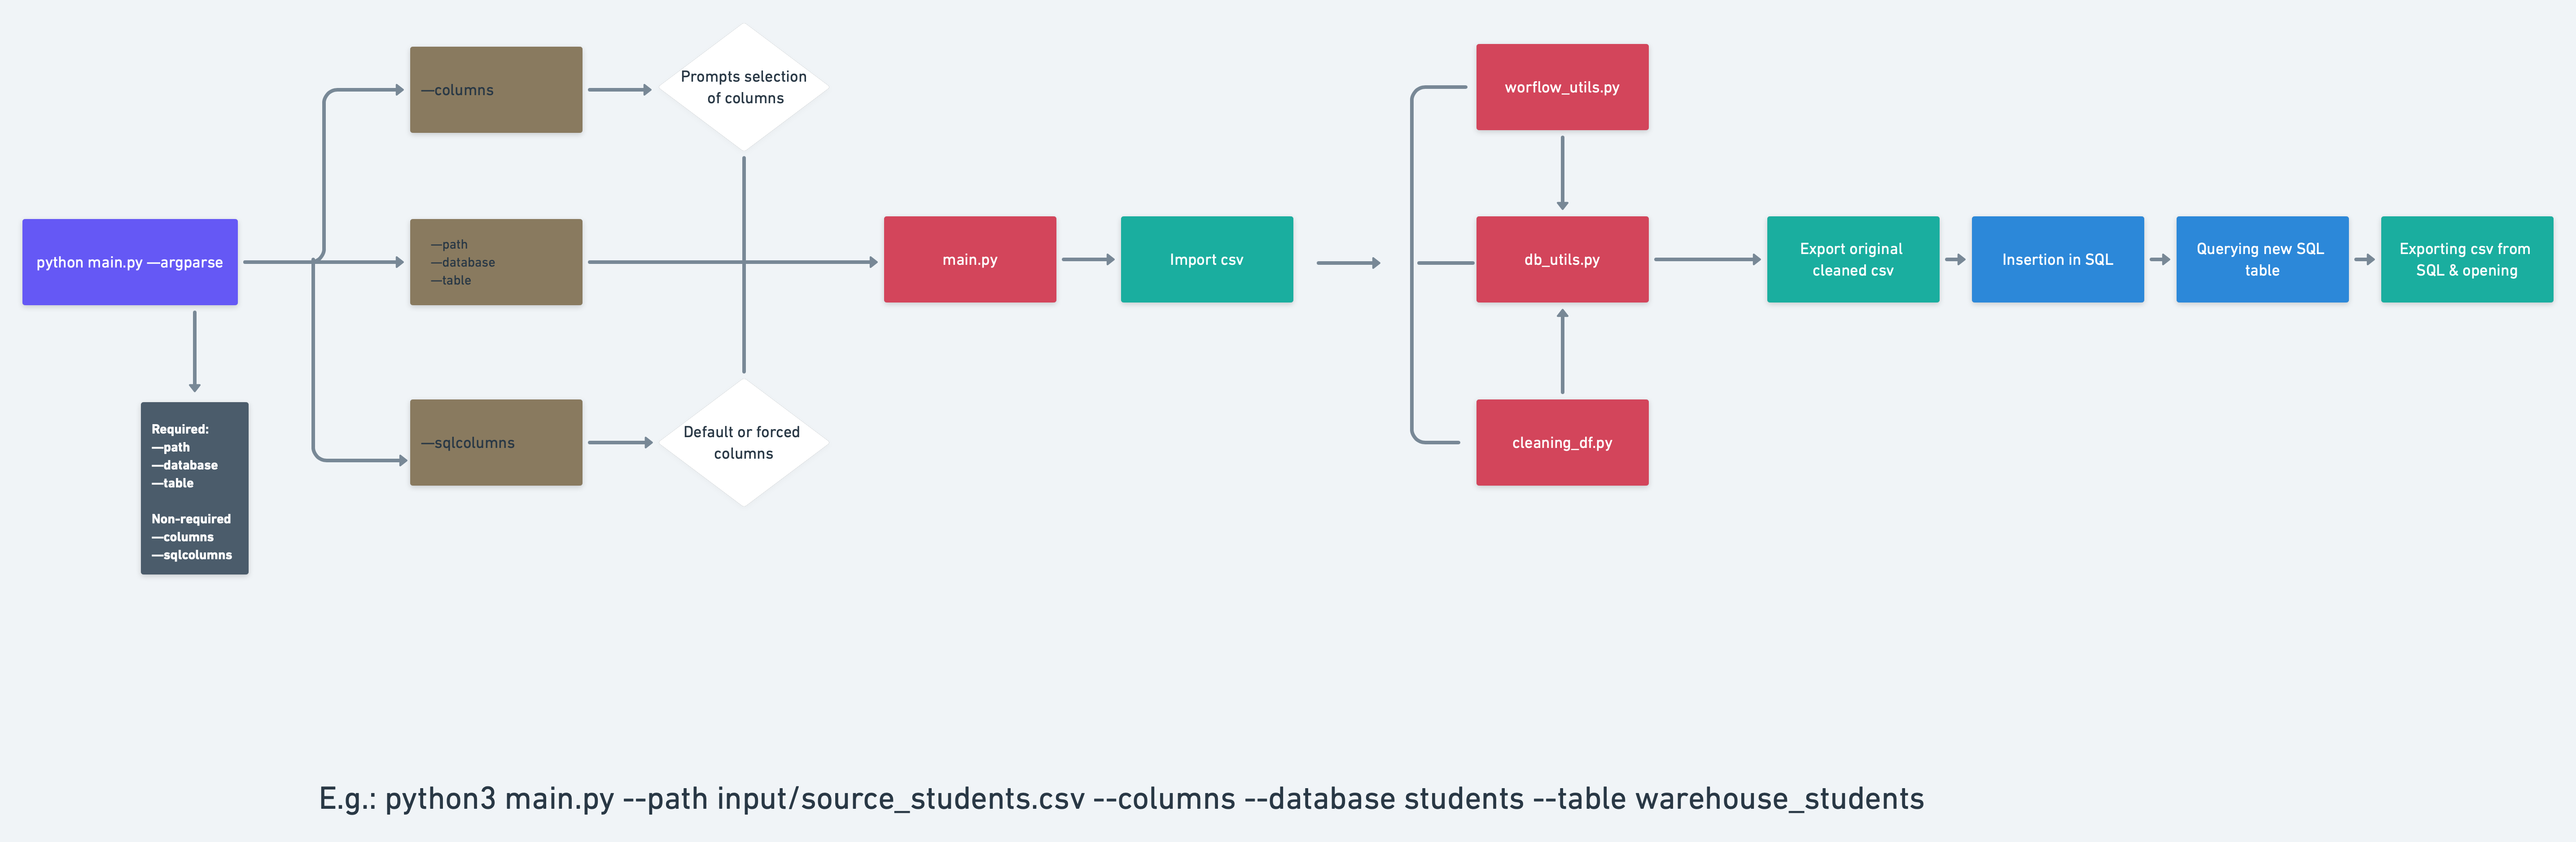 python main.py —argparse
Required:
—path
—database
—table
Non-required
—columns
—sqlcolumns
—columns
Prompts selection
of columns
—path
—database
—table
—sqlcolumns
Default or forced
columns
main.py
Import csv
worflow_utils.py
db_utils.py
cleaning_df.py
Export original
cleaned csv
Insertion in SQL
Querying new SQL
table
Exporting csv from
SQL & opening
E.g.: python3 main.py --path input/source_students.csv --columns --database students --table warehouse_students